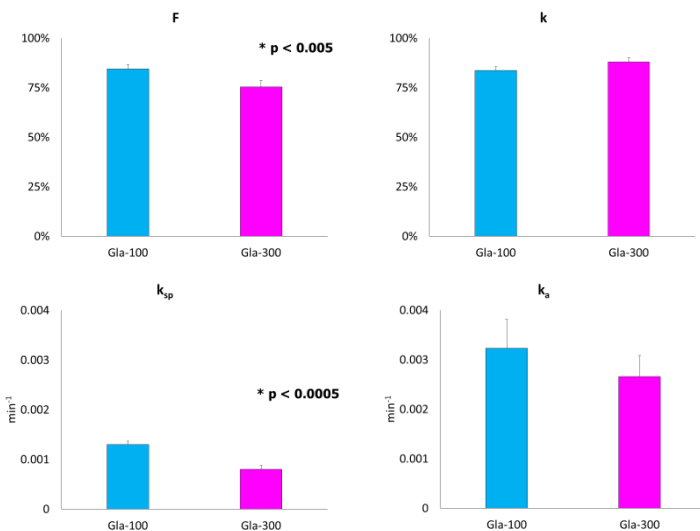 F
* p < 0.005
100%
75%
50%
25%
0%
Gla-100 Gla-300
k
100%
75%
50%
25%
0%
Gla-100 Gla-300
ksp
* p < 0.0005
min-1
0.004
0.003
0.002
0.001
0
Gla-100 Gla-300
ka
min-1
0.004
0.003
0.002
0.001
0
Gla-100 Gla-300